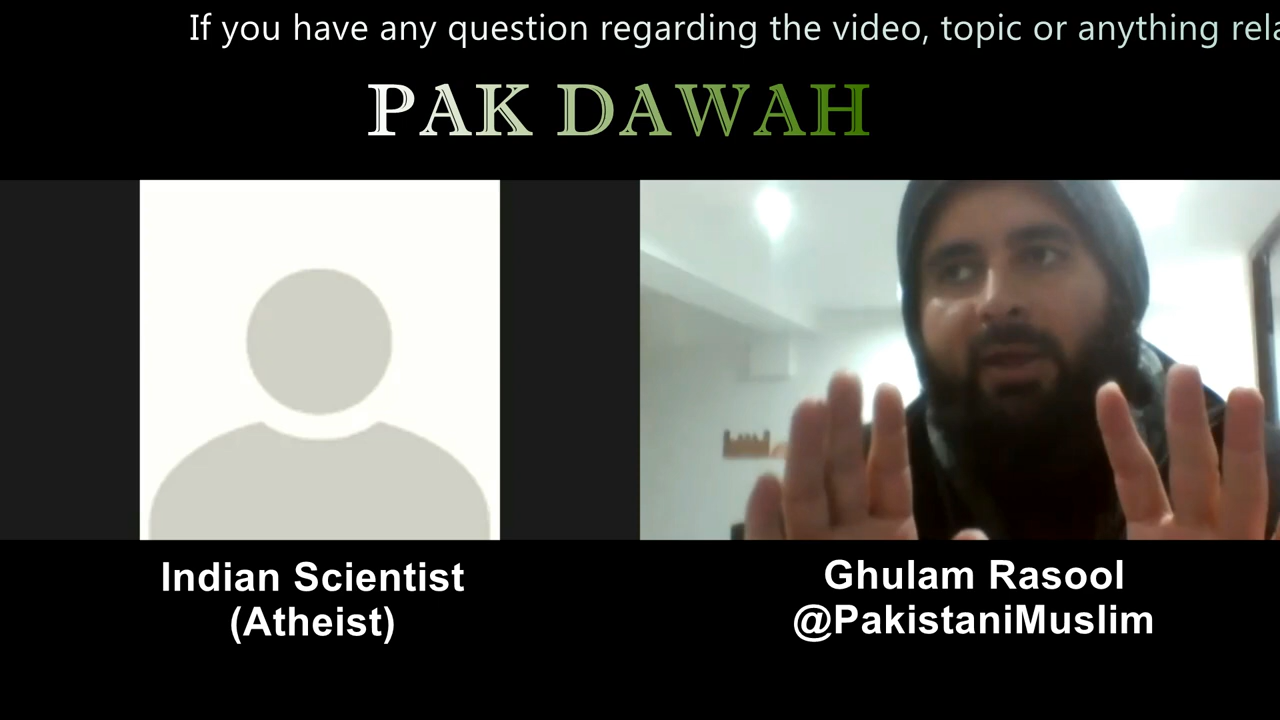 If you have any question regarding the video, topic or anything
PAK DAWAH
Indian Scientist
(Atheist)
Ghulam Rasool
@PakistaniMuslim